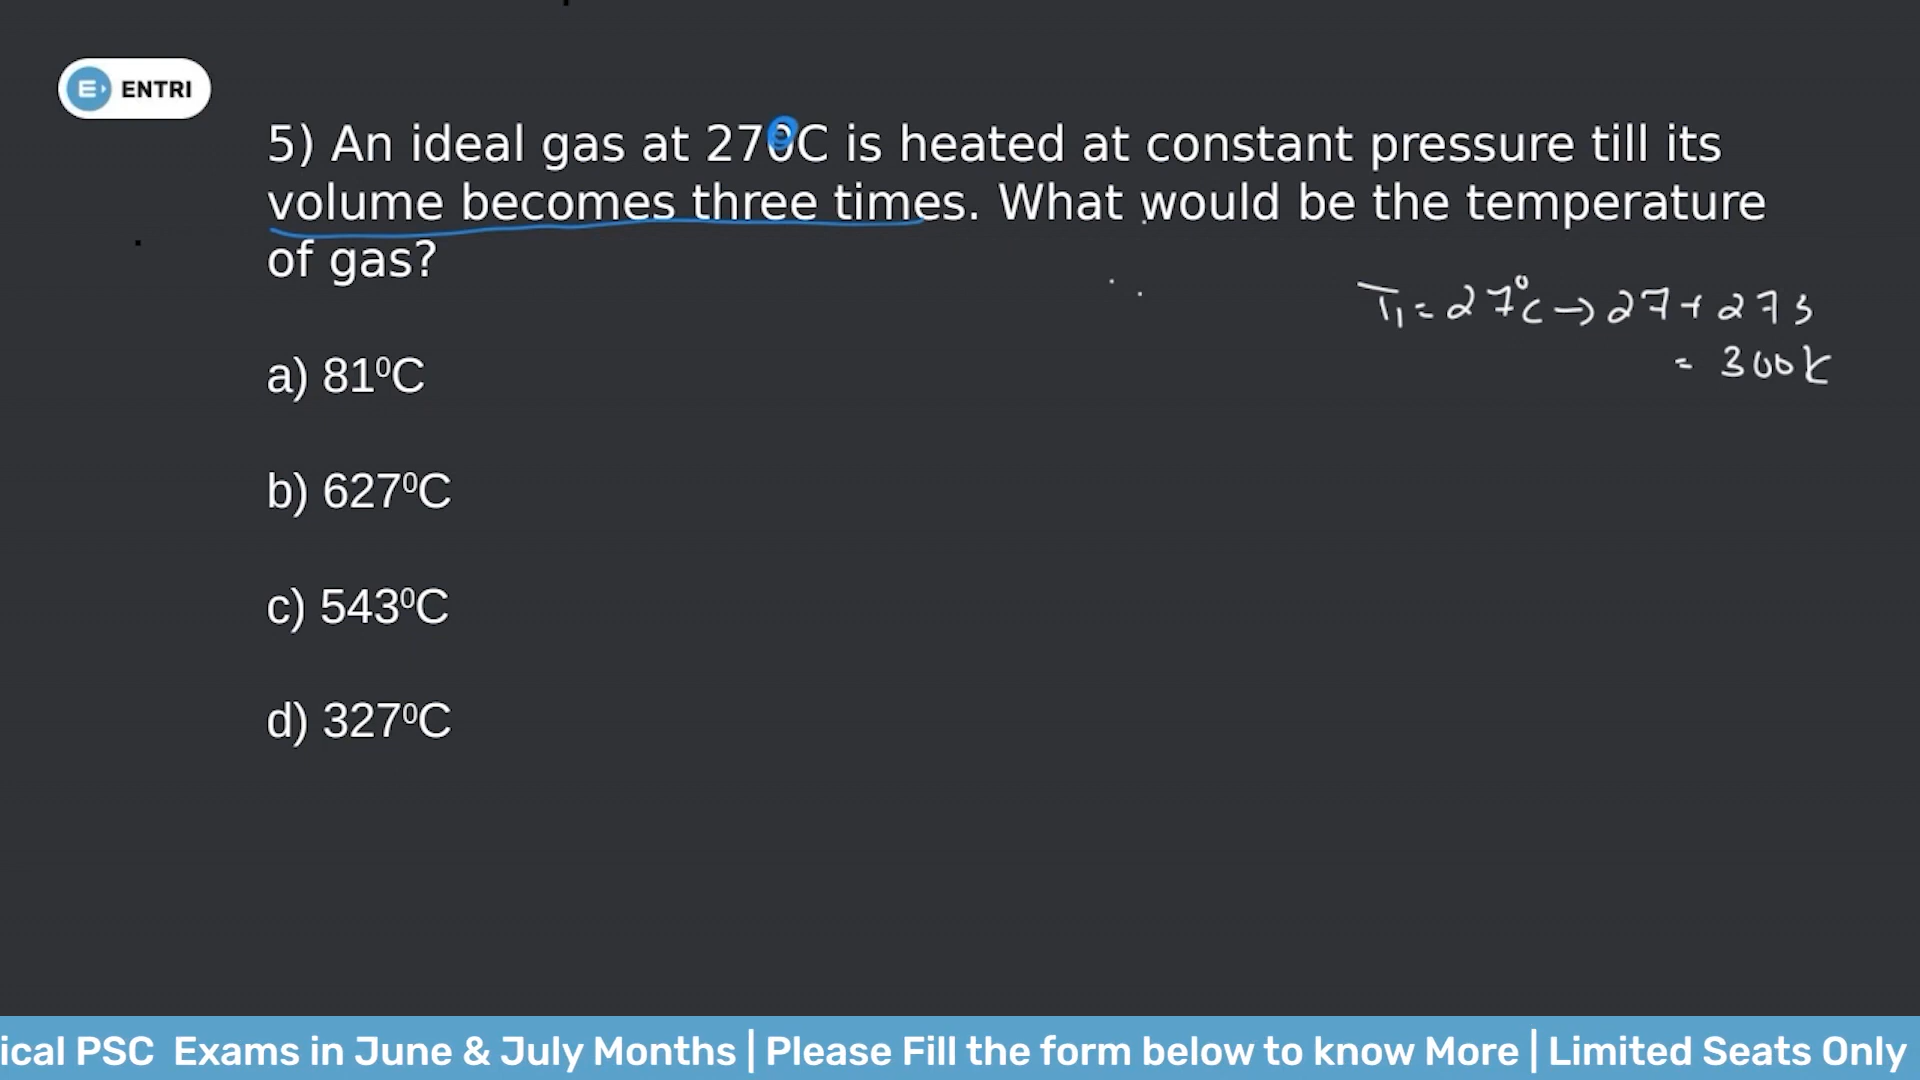 ENTRI
5) An ideal gas at 270C is heated at constant pressure till its
volume becomes three times. What would be the temperature
of gas?
T₁ = 27°C → 27 + 273
= 300K
a) 81⁰C
b) 627⁰C
c) 543⁰C
d) 327⁰C
ical PSC Exams in June & July Months | Please Fill the form below to know More | Limited Seats Only